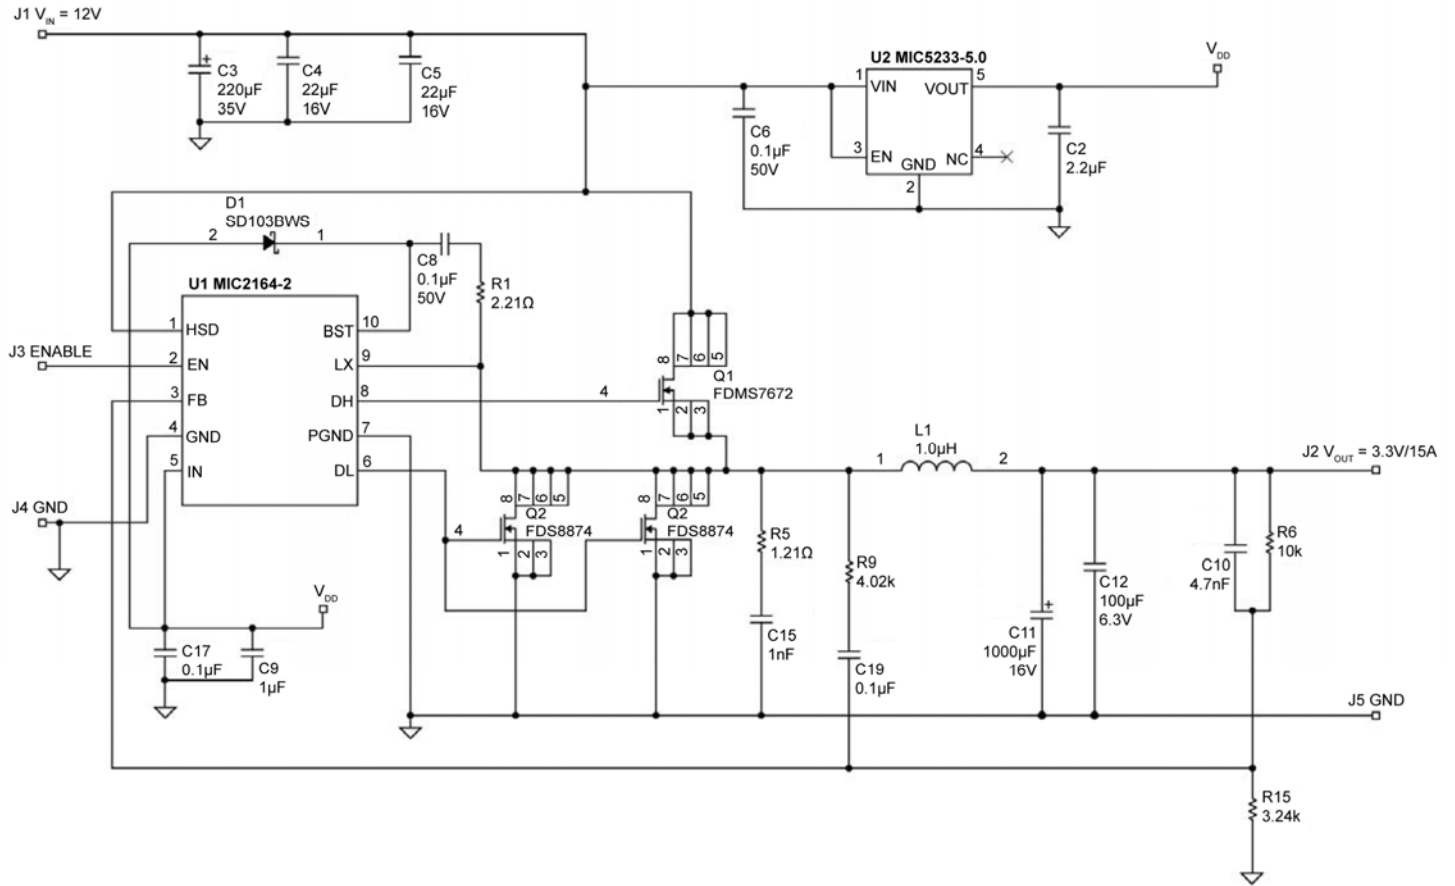 J1 V_IN = 12V
C3
220µF
35V
+
C4
22µF
16V
C5
22µF
16V
U2 MIC5233-5.0
1
VIN
VOUT
5
3
EN
GND
NC
4
2
V_DD
C6
0.1µF
50V
C2
2.2µF
D1
SD103BWS
2
1
C8
0.1µF
50V
R1
2.21Ω
U1 MIC2164-2
1
HSD
BST
10
J3 ENABLE
2
EN
LX
9
3
FB
DH
8
4
GND
PGND
7
5
IN
DL
6
J4 GND
4
8
7
6
5
Q1
FDMS7672
1
2
3
8
7
6
5
Q2
FDS8874
4
1
2
3
8
7
6
5
Q2
FDS8874
1
2
3
L1
1.0µH
1
2
J2 V_OUT = 3.3V/15A
R5
1.21Ω
C15
1nF
R9
4.02k
C19
0.1µF
+
C11
1000µF
16V
C12
100µF
6.3V
C10
4.7nF
R6
10k
V_DD
C17
0.1µF
C9
1µF
J5 GND
R15
3.24k